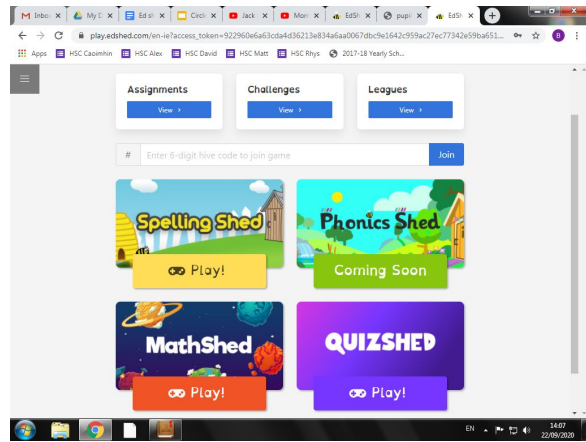 Inbo
My D
Ed sh
Circl
Jack
Mor
EdSh
pupil
EdSh
play.edshed.com/en-ie?access_token=922960e6a63cda4d36213e834a6aa0067dbc9e1642c959ac27ec77342e59ba651...
B
Apps HSC Caoimhin HSC Alex HSC David HSC Matt HSC Rhys 2017-18 Yearly Sch...
Assignments Challenges Leagues
View > View > View >
# Enter 6-digit hive code to join game Join
Spelling Shed Phonics Shed
Play! Coming Soon
MathShed QUIZSHED
Play! Play!
EN 14:07
22/09/2020